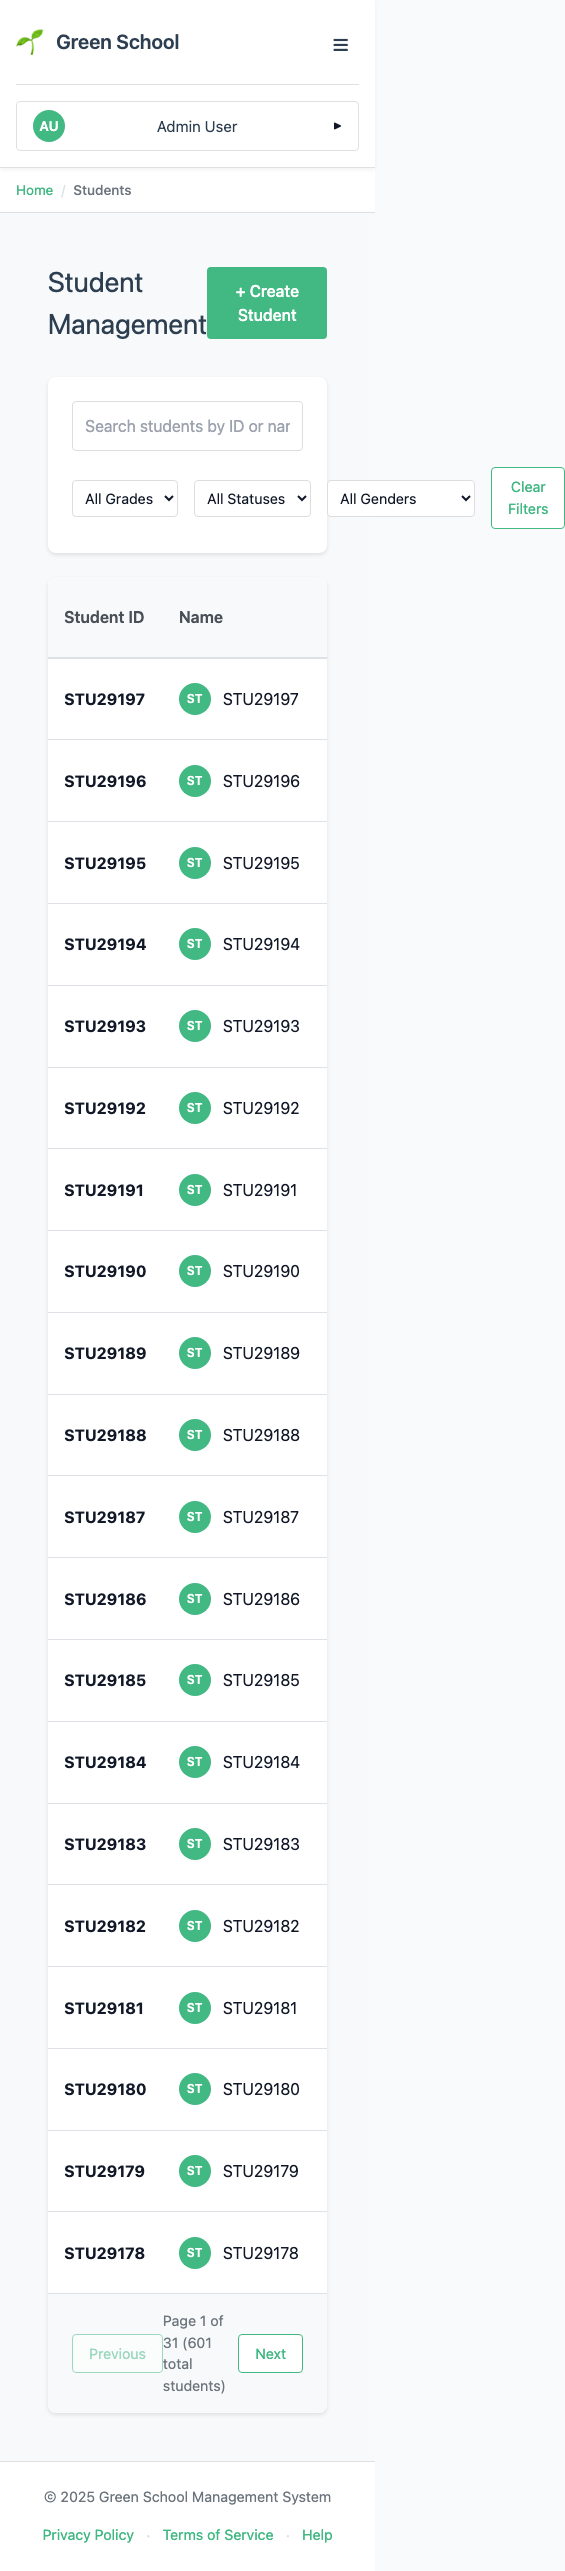 Green School
AU Admin User
Home / Students
Student
Management
+ Create
Student
Search students by ID or nar
All Grades All Statuses All Genders Clear
Filters
Student ID Name
STU29197 ST STU29197
STU29196 ST STU29196
STU29195 ST STU29195
STU29194 ST STU29194
STU29193 ST STU29193
STU29192 ST STU29192
STU29191 ST STU29191
STU29190 ST STU29190
STU29189 ST STU29189
STU29188 ST STU29188
STU29187 ST STU29187
STU29186 ST STU29186
STU29185 ST STU29185
STU29184 ST STU29184
STU29183 ST STU29183
STU29182 ST STU29182
STU29181 ST STU29181
STU29180 ST STU29180
STU29179 ST STU29179
STU29178 ST STU29178
Previous
Page 1 of
31 (601
total
students)
Next
© 2025 Green School Management System
Privacy Policy · Terms of Service · Help